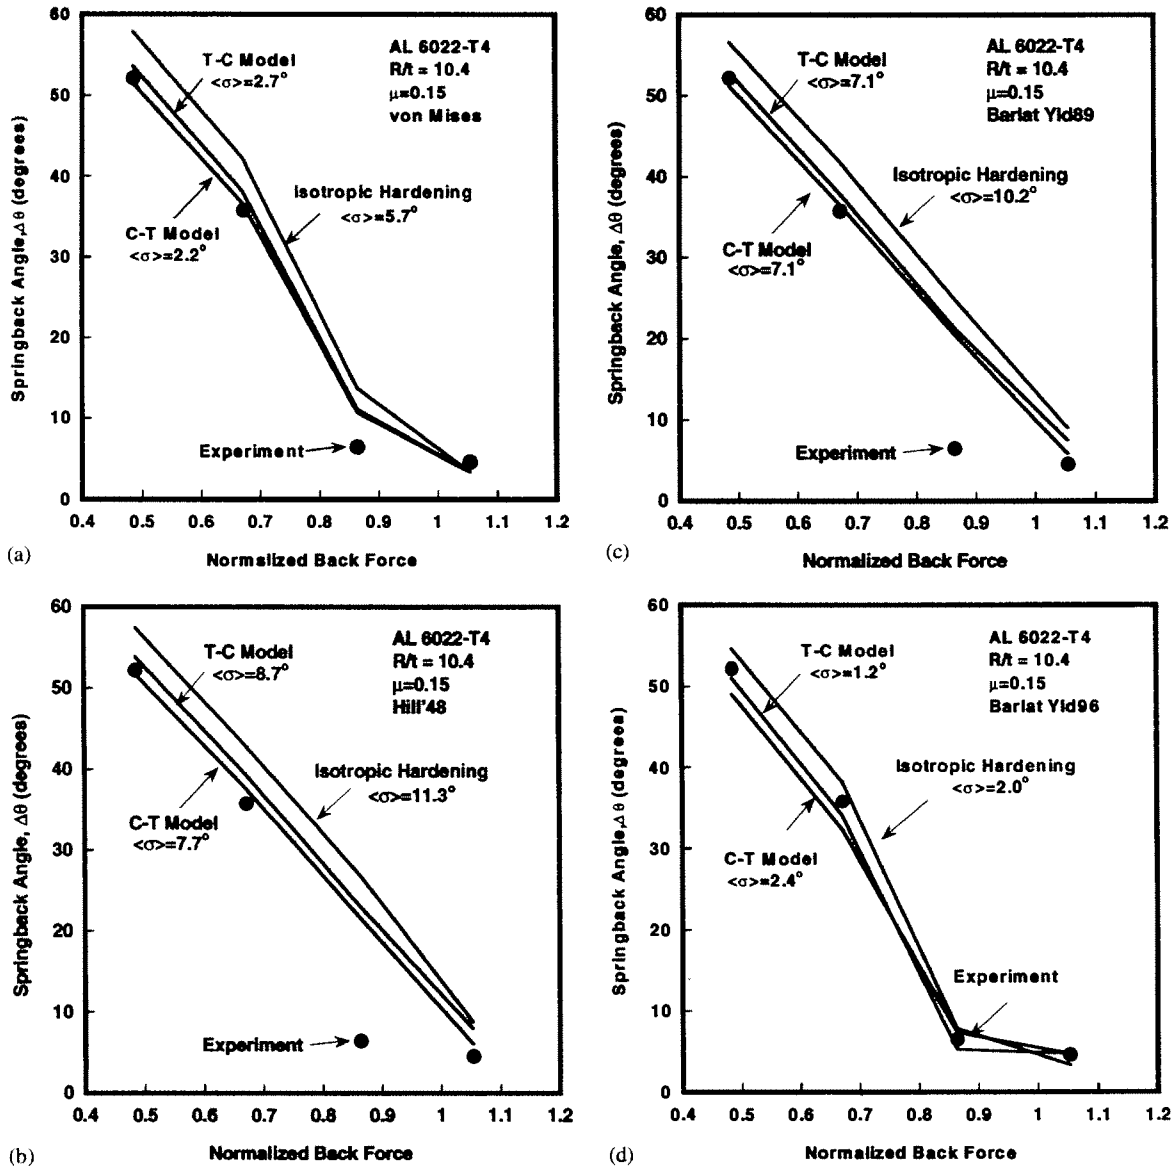 60
50
40
30
20
10
0
Springback Angle,Δθ (degrees)
T-C Model
<σ>=2.7°
AL 6022-T4
R/t = 10.4
μ=0.15
von Mises
Isotropic Hardening
<σ>=5.7°
C-T Model
<σ>=2.2°
Experiment
0.4 0.5 0.6 0.7 0.8 0.9 1 1.1 1.2
(a)
Normalized Back Force
60
50
40
30
20
10
0
Springback Angle, Δθ (degrees)
T-C Model
<σ>=7.1°
AL 6022-T4
R/t = 10.4
μ=0.15
Barlat Yld89
Isotropic Hardening
<σ>=10.2°
C-T Model
<σ>=7.1°
Experiment
0.4 0.5 0.6 0.7 0.8 0.9 1 1.1 1.2
(c)
Normalized Back Force
60
50
40
30
20
10
0
Springback Angle, Δθ (degrees)
T-C Model
<σ>=8.7°
AL 6022-T4
R/t = 10.4
μ=0.15
Hill'48
Isotropic Hardening
<σ>=11.3°
C-T Model
<σ>=7.7°
Experiment
0.4 0.5 0.6 0.7 0.8 0.9 1 1.1 1.2
(b)
Normalized Back Force
60
50
40
30
20
10
0
Springback Angle,Δθ (degrees)
T-C Model
<σ>=1.2°
AL 6022-T4
R/t = 10.4
μ=0.15
Barlat Yld96
Isotropic Hardening
<σ>=2.0°
C-T Model
<σ>=2.4°
Experiment
0.4 0.5 0.6 0.7 0.8 0.9 1 1.1 1.2
(d)
Normalized Back Force